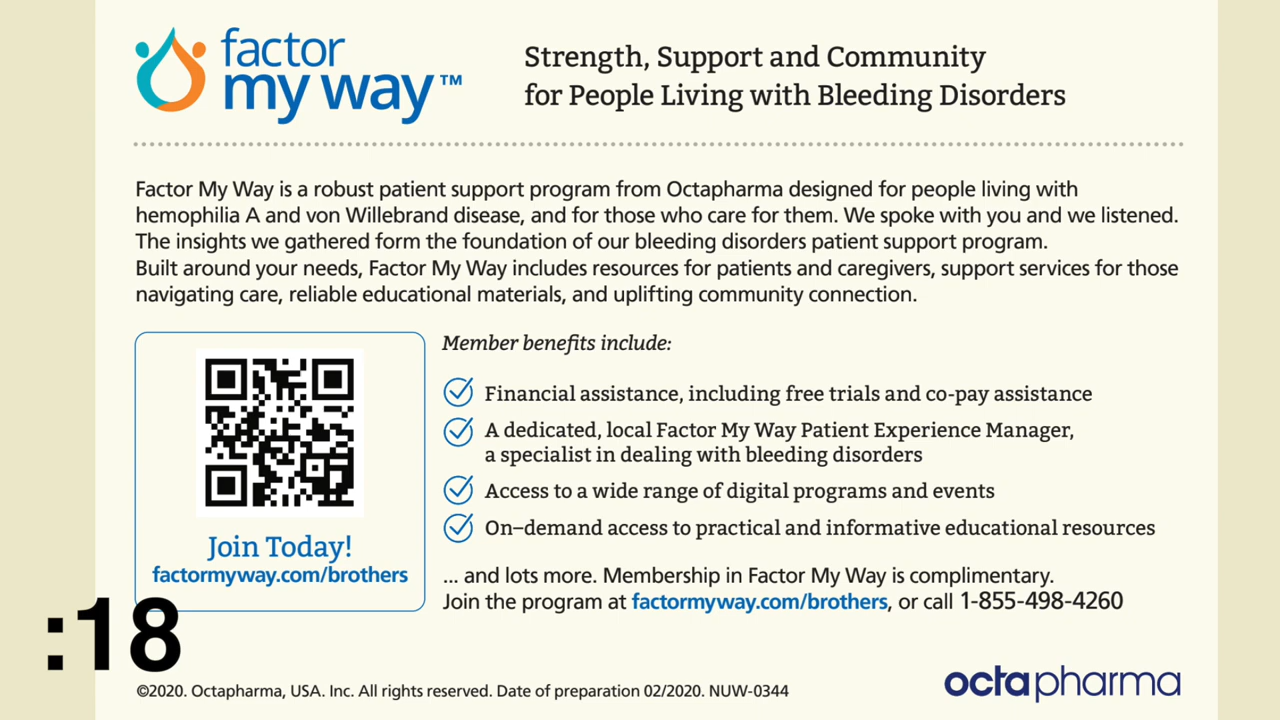 factor
my way™
Strength, Support and Community
for People Living with Bleeding Disorders
Factor My Way is a robust patient support program from Octapharma designed for people living with
hemophilia A and von Willebrand disease, and for those who care for them. We spoke with you and we listened.
The insights we gathered form the foundation of our bleeding disorders patient support program.
Built around your needs, Factor My Way includes resources for patients and caregivers, support services for those
navigating care, reliable educational materials, and uplifting community connection.
Member benefits include:
Financial assistance, including free trials and co-pay assistance
A dedicated, local Factor My Way Patient Experience Manager,
a specialist in dealing with bleeding disorders
Access to a wide range of digital programs and events
On–demand access to practical and informative educational resources
Join Today!
factormyway.com/brothers
... and lots more. Membership in Factor My Way is complimentary.
Join the program at factormyway.com/brothers, or call 1-855-498-4260
:18
©2020. Octapharma, USA. Inc. All rights reserved. Date of preparation 02/2020. NUW-0344
octapharma